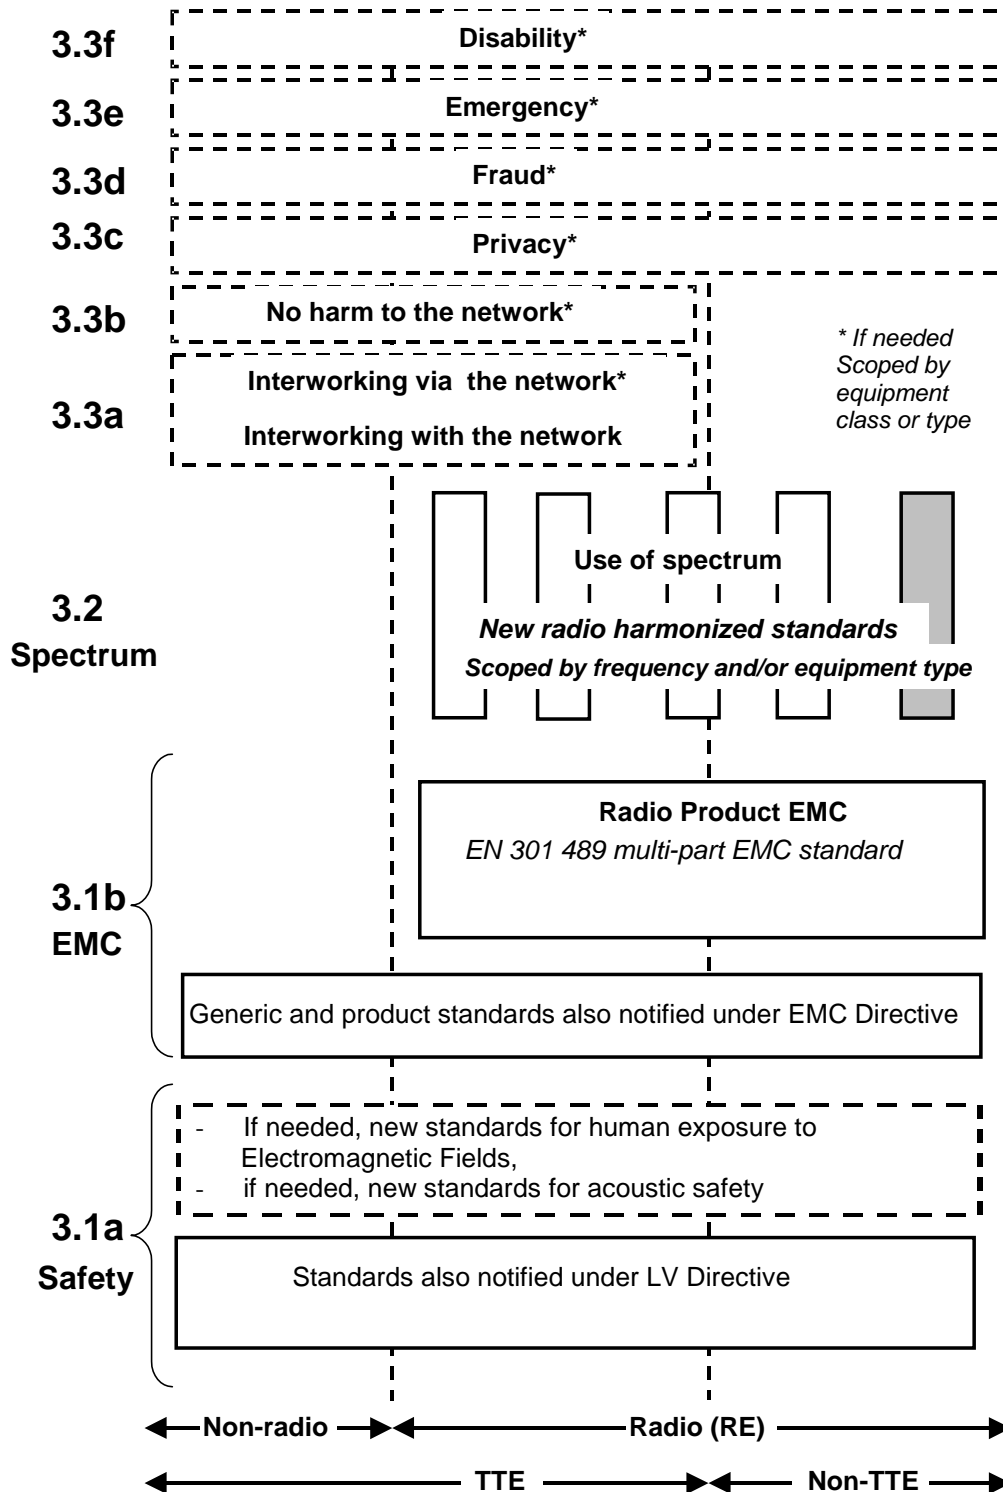 3.3f
Disability*
3.3e
Emergency*
3.3d
Fraud*
3.3c
Privacy*
3.3b
No harm to the network*
3.3a
Interworking via the network*
Interworking with the network
* If needed
Scoped by
equipment
class or type
3.2
Spectrum
Use of spectrum
New radio harmonized standards
Scoped by frequency and/or equipment type
3.1b
EMC
Radio Product EMC
EN 301 489 multi-part EMC standard
Generic and product standards also notified under EMC Directive
3.1a
Safety
- If needed, new standards for human exposure to
Electromagnetic Fields,
- if needed, new standards for acoustic safety
Standards also notified under LV Directive
Non-radio
Radio (RE)
TTE
Non-TTE